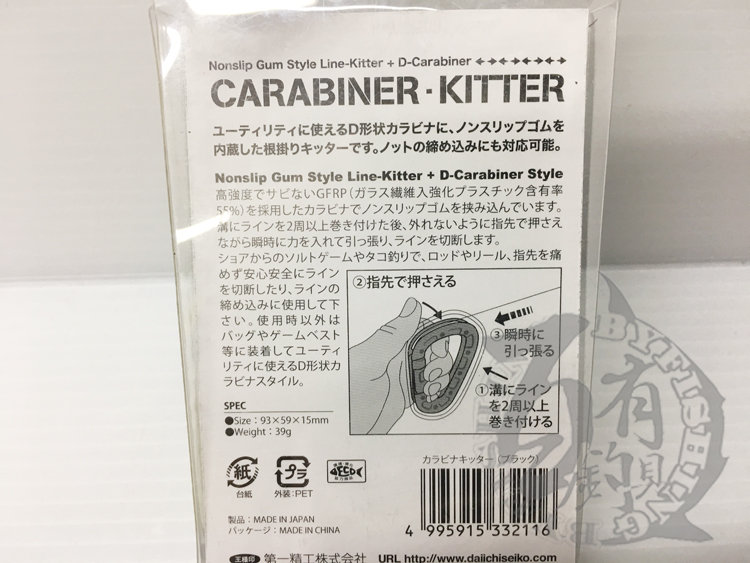 Nonslip Gum Style Line-Kitter + D-Carabiner
CARABINER・KITTER
ユーティリティに使えるD形状カラビナに、ノンスリップゴムを
内蔵した根掛りキッターです。ノットの締め込みにも対応可能。
Nonslip Gum Style Line-Kitter + D-Carabiner Style
高強度でサビないGFRP(ガラス繊維入強化プラスチック含有率
55%)を採用したカラビナでノンスリップゴムを挟み込んでいます。
溝にラインを2周以上巻き付けた後、外れないように指先で押さえ
ながら瞬時に力を入れて引っ張り、ラインを切断します。
ショアからのソルトゲームやタコ釣りで、ロッドやリール、指先を痛
めず安心安全にライン
を切断したり、ラインの
締め込みに使用して下
さい。使用時以外は
バッグやゲームベスト
等に装着してユーティ
リティに使えるD形状カ
ラビナスタイル。
②指先で押さえる
③瞬時に
引っ張る
①溝にライン
を2周以上
巻き付ける
SPEC
●Size: 93×59×15mm
●Weight: 39g
カラビナキッター(ブラック)
紙
台紙
プラ
外装:PET
製品:MADE IN JAPAN
パッケージ:MADE IN CHINA
4 995915 332116
王様印 第一精工株式会社 URL http://www.daiichiseiko.com
BYFISHING
有
釣具